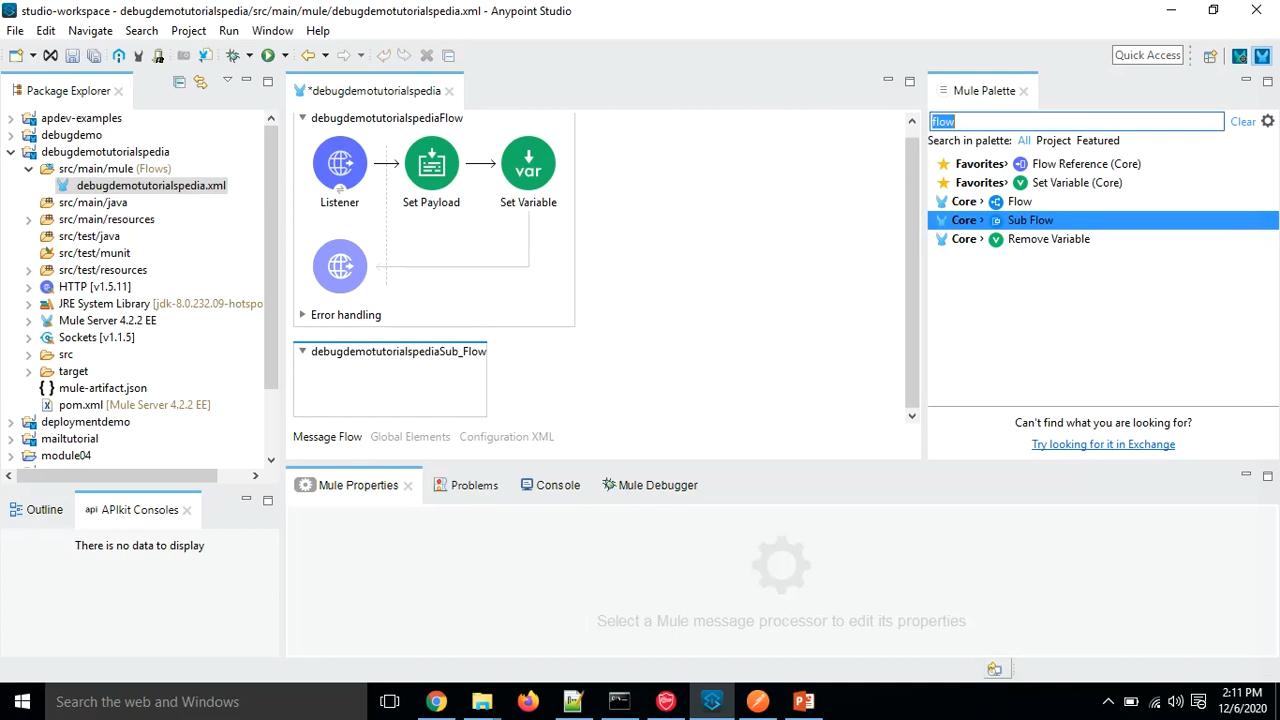 studio-workspace - debugdemotutorialspedia/src/main/mule/debugdemotutorialspedia.xml - Anypoint Studio
File Edit Navigate Search Project Run Window Help
Quick Access
Package Explorer
apdev-examples
debugdemo
debugdemotutorialspedia
src/main/mule (Flows)
debugdemotutorialspedia.xml
src/main/java
src/main/resources
src/test/java
src/test/munit
src/test/resources
HTTP [v1.5.11]
JRE System Library [jdk-8.0.232.09-hotspo
Mule Server 4.2.2 EE
Sockets [v1.1.5]
src
target
mule-artifact.json
pom.xml [Mule Server 4.2.2 EE]
deploymentdemo
mailtutorial
module04
Outline
api APIkit Consoles
There is no data to display
*debugdemotutorialspedia
debugdemotutorialspediaFlow
var
Listener Set Payload Set Variable
Error handling
debugdemotutorialspediaSub_Flow
Message Flow Global Elements Configuration XML
Mule Properties Problems Console Mule Debugger
Select a Mule message processor to edit its properties
Mule Palette
flow Clear
Search in palette: All Project Featured
Favorites› Flow Reference (Core)
Favorites› Set Variable (Core)
Core › Flow
Core › Sub Flow
Core › Remove Variable
Can't find what you are looking for?
Try looking for it in Exchange
Search the web and Windows
2:11 PM
12/6/2020